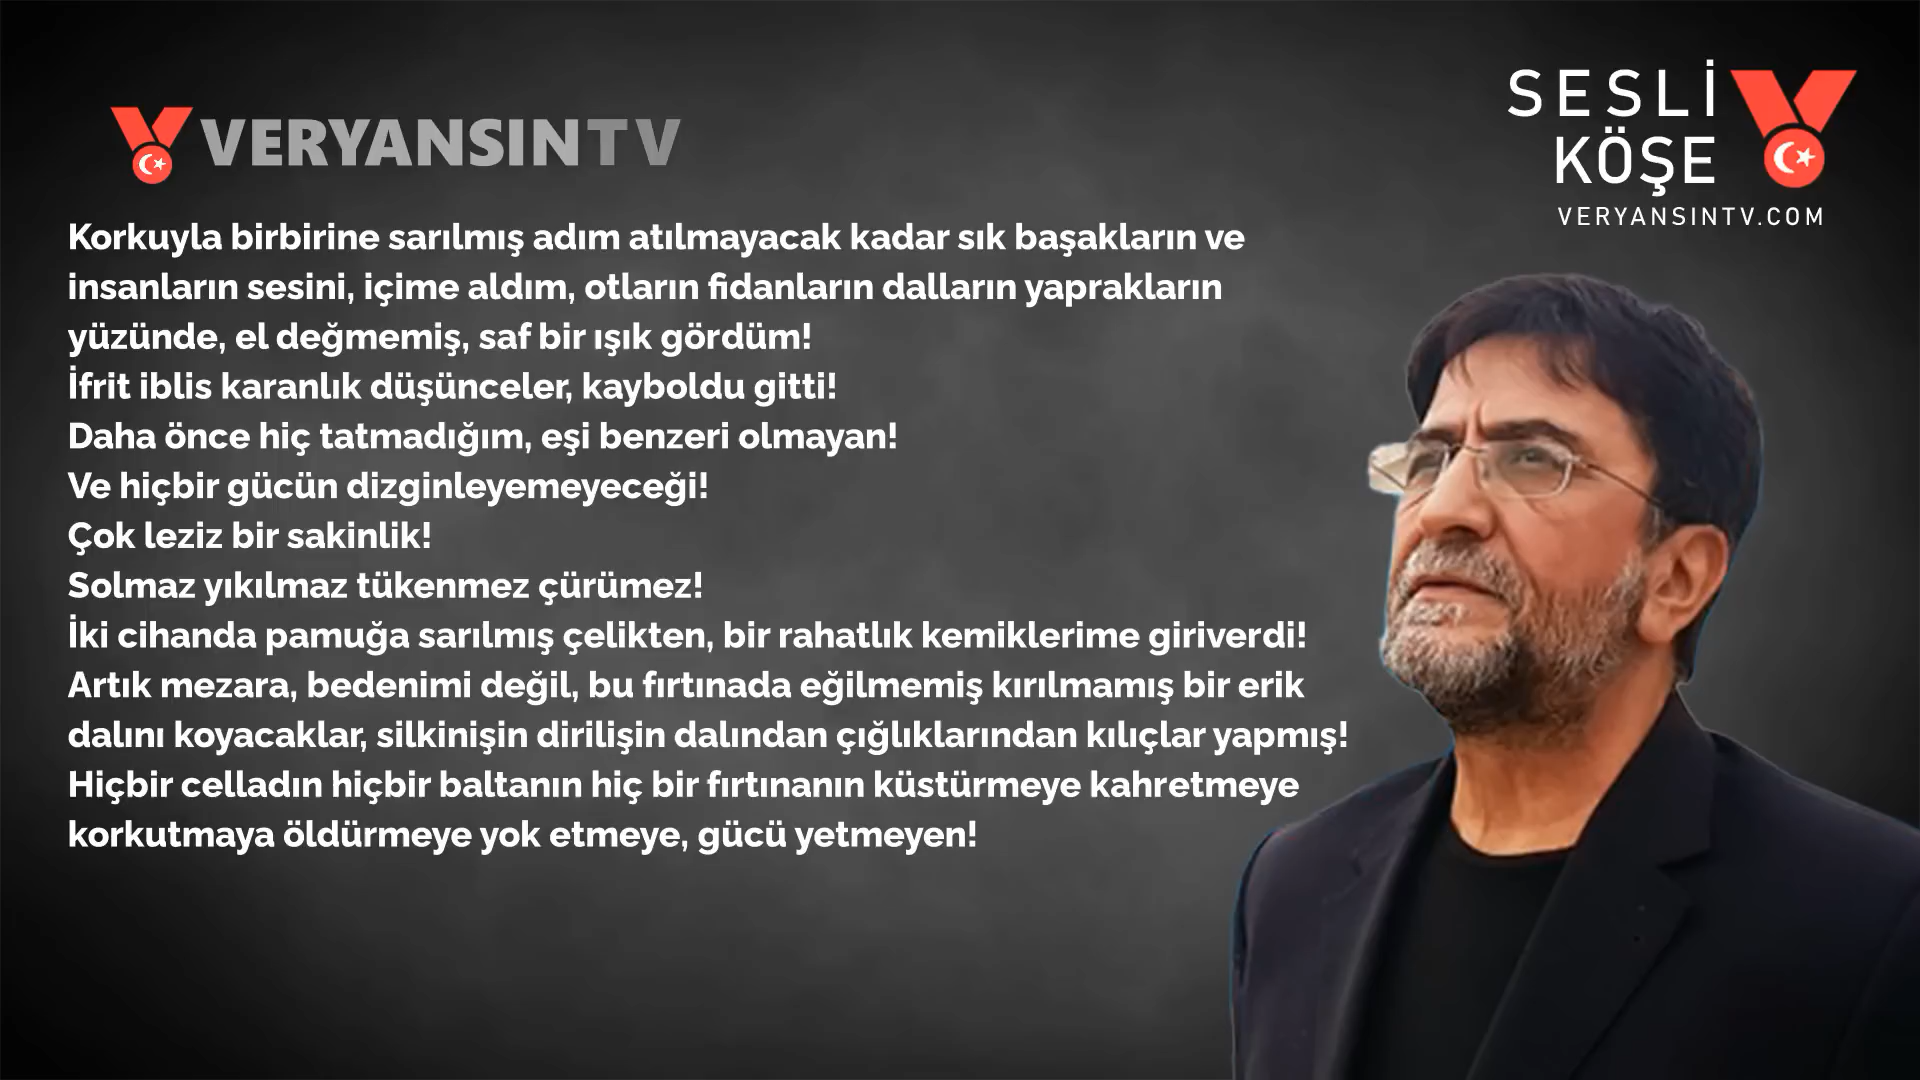 VERYANSINTV
SESLİ
KÖŞE
VERYANSINTV.COM
Korkuyla birbirine sarılmış adım atılmayacak kadar sık başakların ve
insanların sesini, içime aldım, otların fidanların dalların yaprakların
yüzünde, el değmemiş, saf bir ışık gördüm!
İfrit iblis karanlık düşünceler, kayboldu gitti!
Daha önce hiç tatmadığım, eşi benzeri olmayan!
Ve hiçbir gücün dizginleyemeyeceği!
Çok leziz bir sakinlik!
Solmaz yıkılmaz tükenmez çürümez!
İki cihanda pamuğa sarılmış çelikten, bir rahatlık kemiklerime giriverdi!
Artık mezara, bedenimi değil, bu fırtınada eğilmemiş kırılmamış bir erik
dalını koyacaklar, silkinişin dirilişin dalından çığlıklarından kılıçlar yapmış!
Hiçbir celladın hiçbir baltanın hiç bir fırtınanın küstürmeye kahretmeye
korkutmaya öldürmeye yok etmeye, gücü yetmeyen!